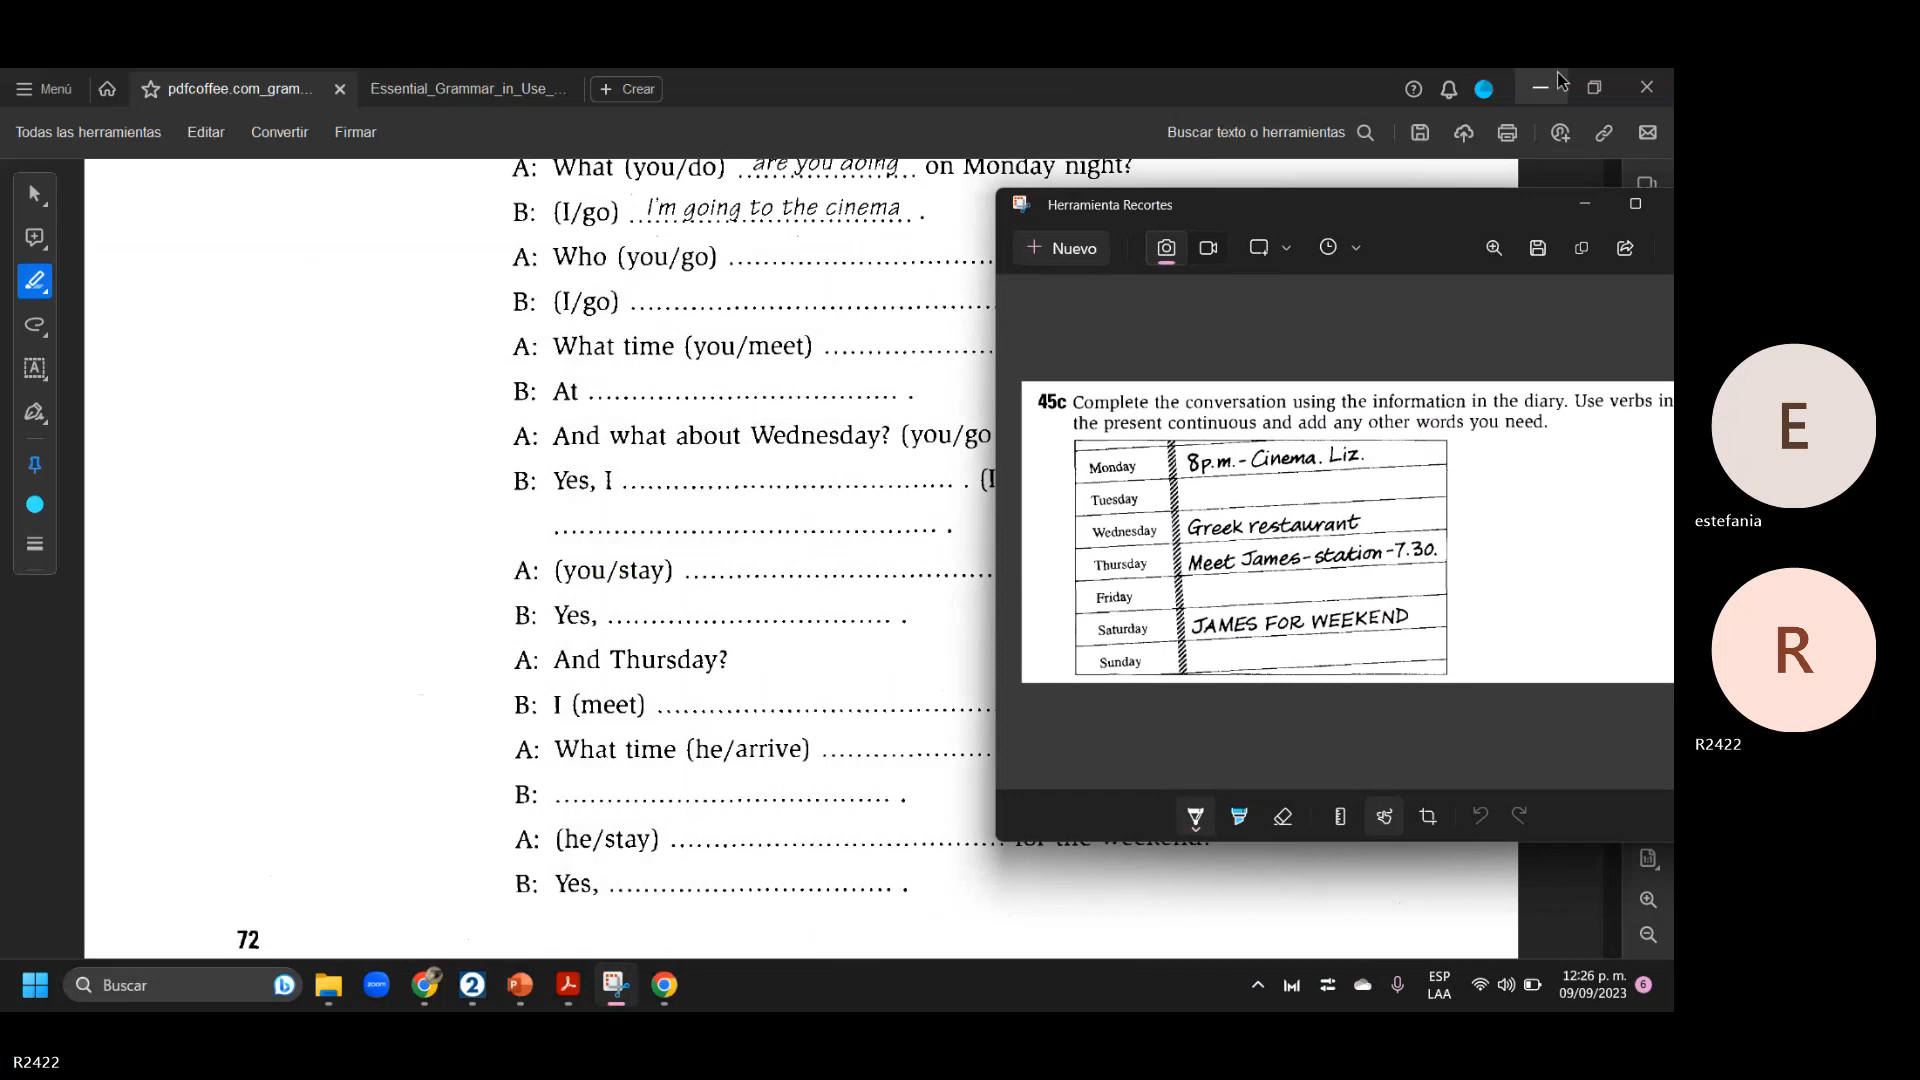 Menú
pdfcoffee.com_gram...
Essential_Grammar_in_Use_...
+ Crear
Todas las herramientas
Editar
Convertir
Firmar
Buscar texto o herramientas
A: What (you/do) ...are you doing... on Monday night?
B: (I/go) ...I'm going to the cinema... .
A: Who (you/go) ..............................
B: (I/go) ..............................
A: What time (you/meet) ....................
B: At .............................. .
A: And what about Wednesday? (you/go
B: Yes, I .............................. . (I
.............................. .
A: (you/stay) ..............................
B: Yes, .............................. .
A: And Thursday?
B: I (meet) ..............................
A: What time (he/arrive) ....................
B: .............................. .
A: (he/stay) .............................. for the weekend?
B: Yes, .............................. .
72
Herramienta Recortes
+ Nuevo
45c Complete the conversation using the information in the diary. Use verbs in
the present continuous and add any other words you need.
Monday 8p.m.- Cinema. Liz.
Tuesday
Wednesday Greek restaurant
Thursday Meet James-station-7.30.
Friday
Saturday JAMES FOR WEEKEND
Sunday
E
estefania
R
R2422
Buscar
zoom
2
ESP
LAA
12:26 p. m.
09/09/2023
6
R2422